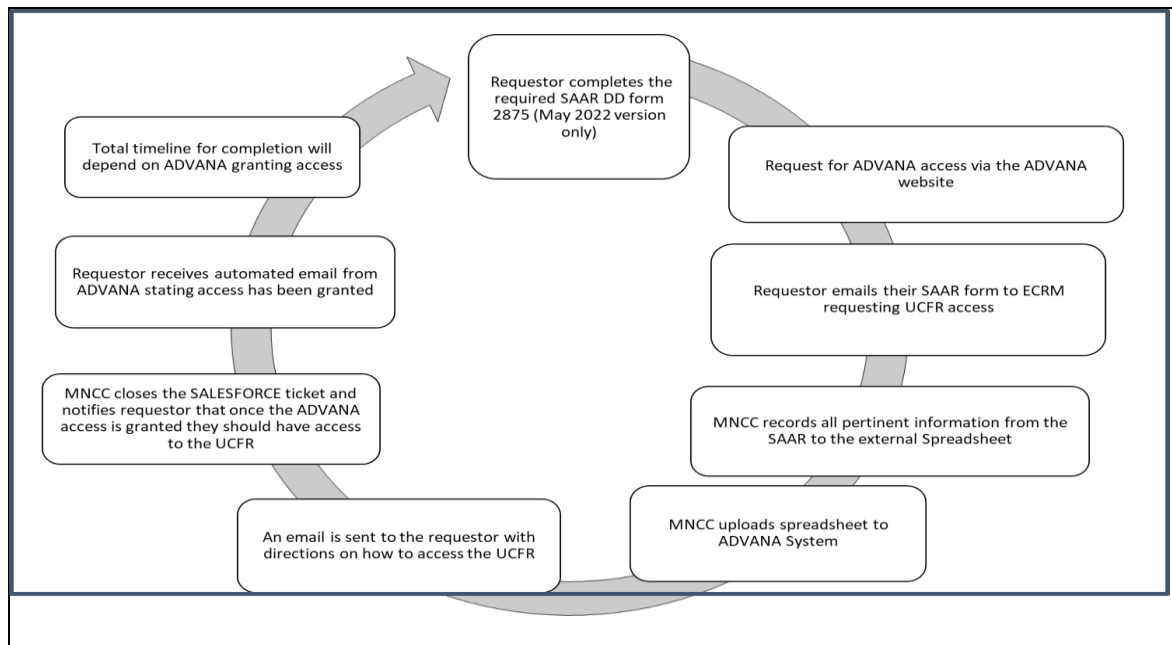 Requestor completes the
required SAAR DD form
2875 (May 2022 version
only)
Request for ADVANA access via the ADVANA
website
Requestor emails their SAAR form to ECRM
requesting UCFR access
MNCC records all pertinent information from the
SAAR to the external Spreadsheet
MNCC uploads spreadsheet to
ADVANA System
An email is sent to the requestor with
directions on how to access the UCFR
MNCC closes the SALESFORCE ticket and
notifies requestor that once the ADVANA
access is granted they should have access
to the UCFR
Requestor receives automated email from
ADVANA stating access has been granted
Total timeline for completion will
depend on ADVANA granting access